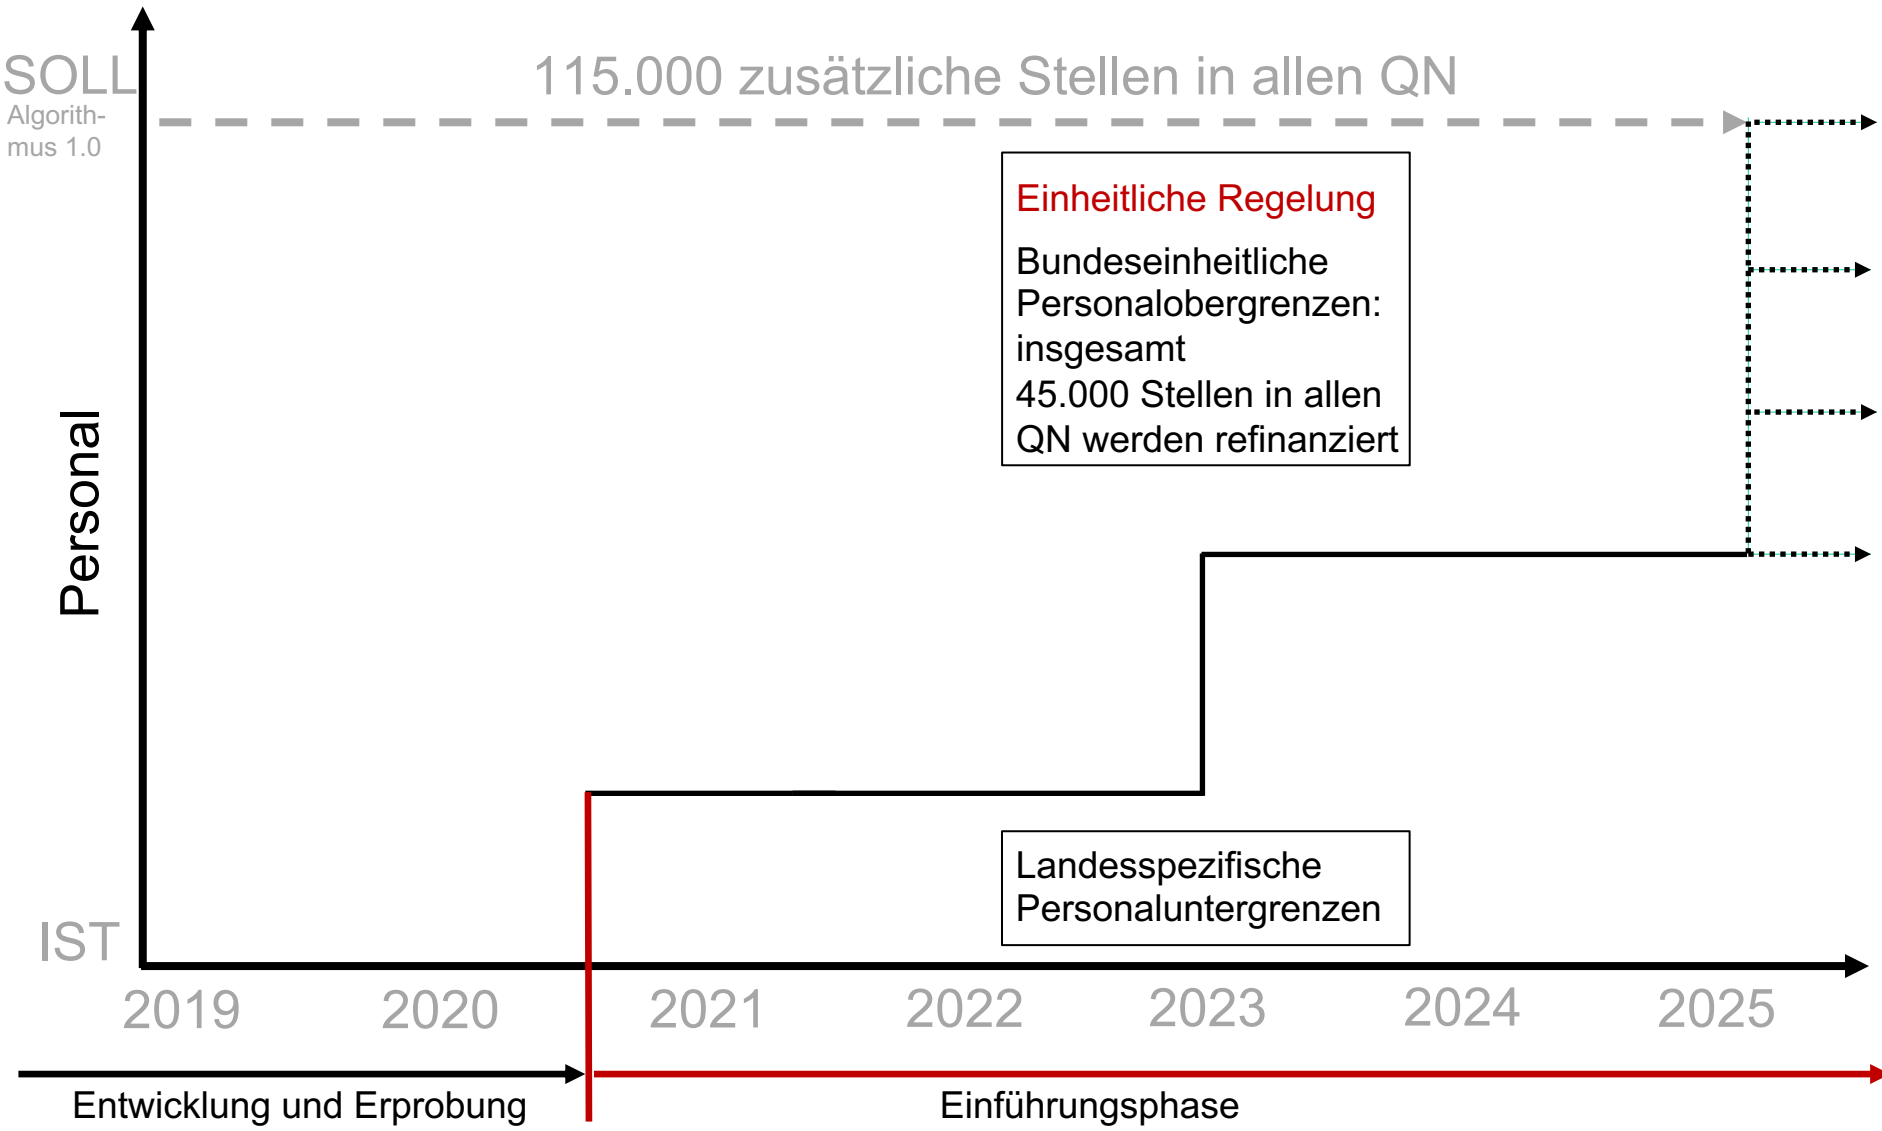 SOLL
Algorith-
mus 1.0
115.000 zusätzliche Stellen in allen QN
Einheitliche Regelung
Bundeseinheitliche
Personalobergrenzen:
insgesamt
45.000 Stellen in allen
QN werden refinanziert
Personal
Landesspezifische
Personaluntergrenzen
IST
2019 2020 2021 2022 2023 2024 2025
Entwicklung und Erprobung Einführungsphase